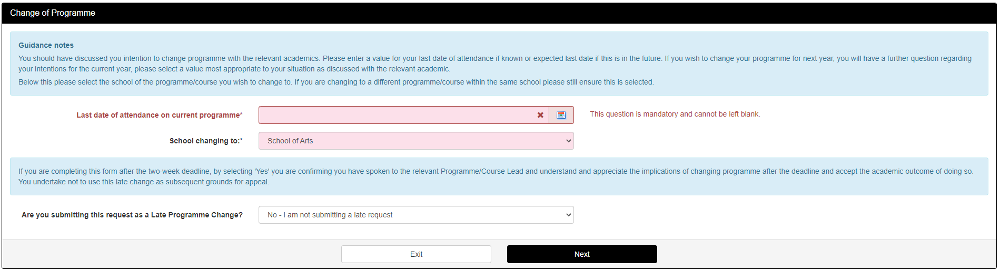 Change of Programme
Guidance notes
You should have discussed you intention to change programme with the relevant academics. Please enter a value for your last date of attendance if known or expected last date if this is in the future. If you wish to change your programme for next year, you will have a further question regarding
your intentions for the current year, please select a value most appropriate to your situation as discussed with the relevant academic.
Below this please select the school of the programme/course you wish to change to. If you are changing to a different programme/course within the same school please still ensure this is selected.
Last date of attendance on current programme*
This question is mandatory and cannot be left blank.
School changing to:*
School of Arts
If you are completing this form after the two-week deadline, by selecting 'Yes' you are confirming you have spoken to the relevant Programme/Course Lead and understand and appreciate the implications of changing programme after the deadline and accept the academic outcome of doing so.
You undertake not to use this late change as subsequent grounds for appeal.
Are you submitting this request as a Late Programme Change?
No - I am not submitting a late request
Exit
Next